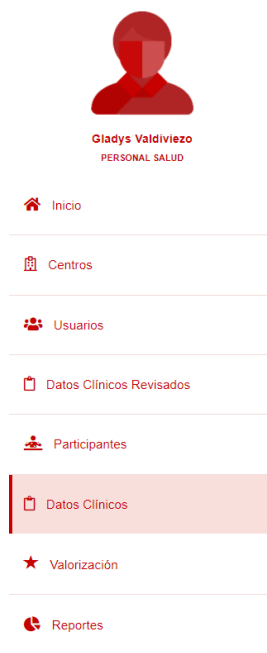 Gladys Valdiviezo
PERSONAL SALUD
Inicio
Centros
Usuarios
Datos Clínicos Revisados
Participantes
Datos Clínicos
Valorización
Reportes